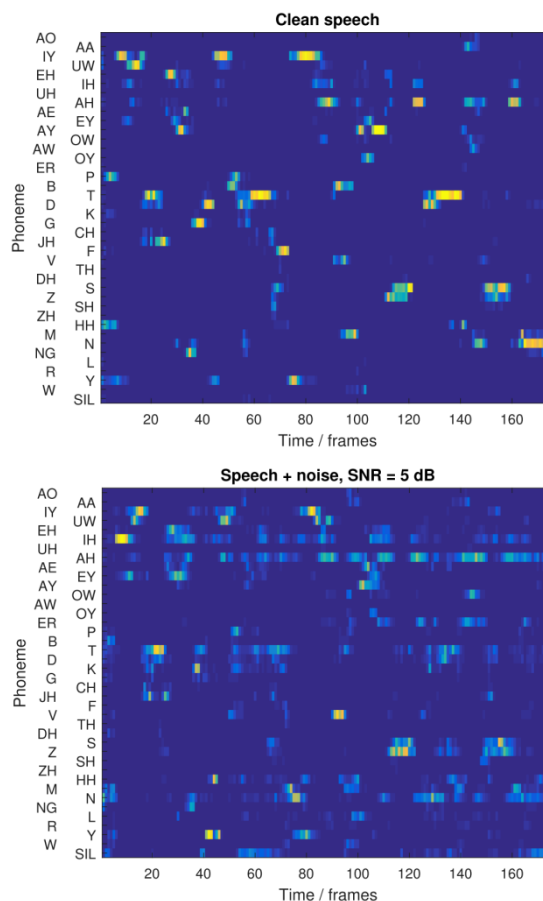 Clean speech
AO
AA
IY
UW
EH
IH
UH
AH
AE
EY
AY
OW
AW
OY
ER
P
B
T
D
K
G
CH
JH
F
V
TH
DH
S
Z
SH
ZH
HH
M
N
NG
L
R
Y
W
SIL
Phoneme
20 40 60 80 100 120 140 160
Time / frames
Speech + noise, SNR = 5 dB
AO
AA
IY
UW
EH
IH
UH
AH
AE
EY
AY
OW
AW
OY
ER
P
B
T
D
K
G
CH
JH
F
V
TH
DH
S
Z
SH
ZH
HH
M
N
NG
L
R
Y
W
SIL
Phoneme
20 40 60 80 100 120 140 160
Time / frames